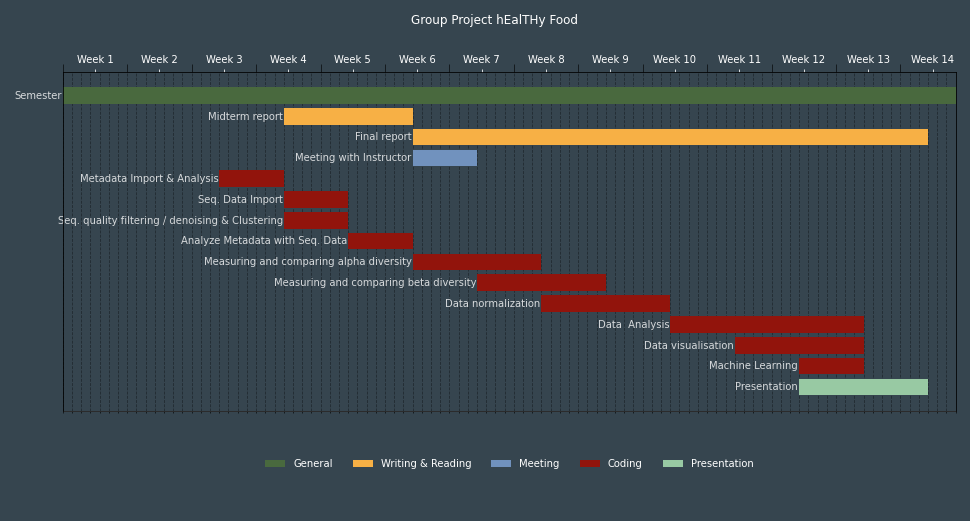 Group Project hEalTHy Food
Week 1 Week 2 Week 3 Week 4 Week 5 Week 6 Week 7 Week 8 Week 9 Week 10 Week 11 Week 12 Week 13 Week 14
Semester
Midterm report
Final report
Meeting with Instructor
Metadata Import & Analysis
Seq. Data Import
Seq. quality filtering / denoising & Clustering
Analyze Metadata with Seq. Data
Measuring and comparing alpha diversity
Measuring and comparing beta diversity
Data normalization
Data  Analysis
Data visualisation
Machine Learning
Presentation
General Writing & Reading Meeting Coding Presentation